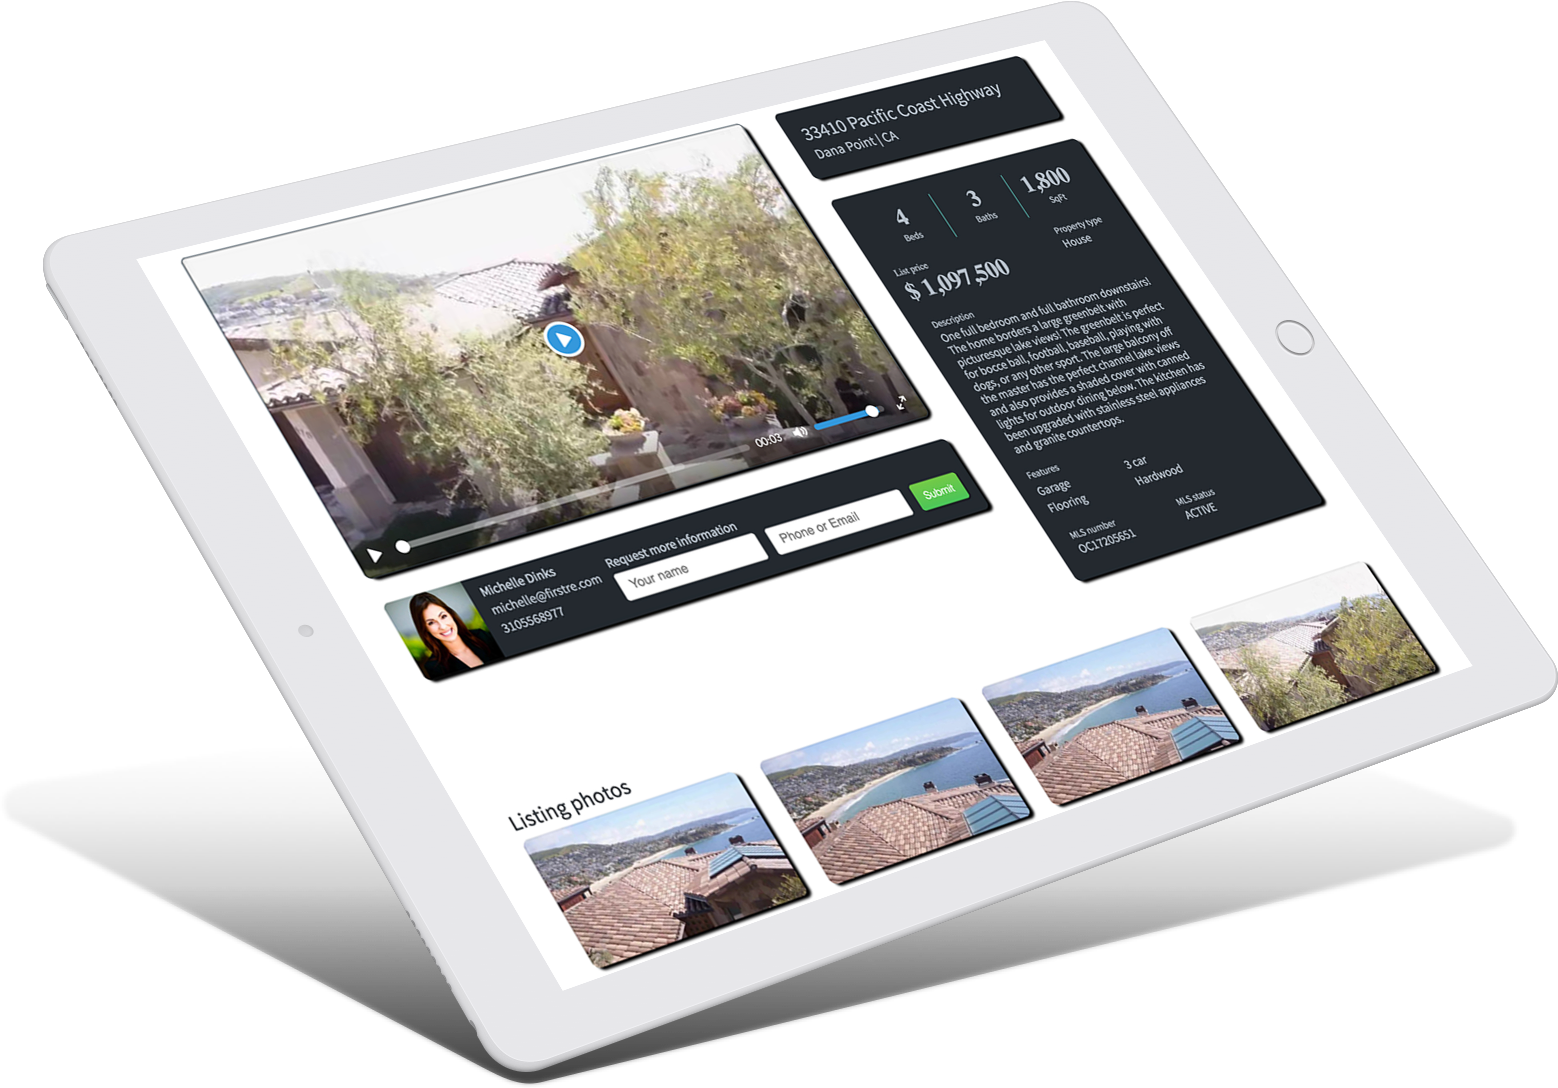 33410 Pacific Coast Highway
Dana Point | CA
4
Beds
3
Baths
1,800
SqFt
Property type
House
List price
$ 1,097,500
Description
One full bedroom and full bathroom downstairs!
The home borders a large greenbelt with
picturesque lake views! The greenbelt is perfect
for bocce ball, football, baseball, playing with
dogs, or any other sport. The large balcony off
the master has the perfect channel lake views
and also provides a shaded cover with canned
lights for outdoor dining below. The kitchen has
been upgraded with stainless steel appliances
and granite countertops.
Features
Garage
3 car
Flooring
Hardwood
MLS number
OC17205651
MLS status
ACTIVE
00:03
Michelle Dinks
michelle@firstre.com
3105568977
Request more information
Your name
Phone or Email
Submit
Listing photos